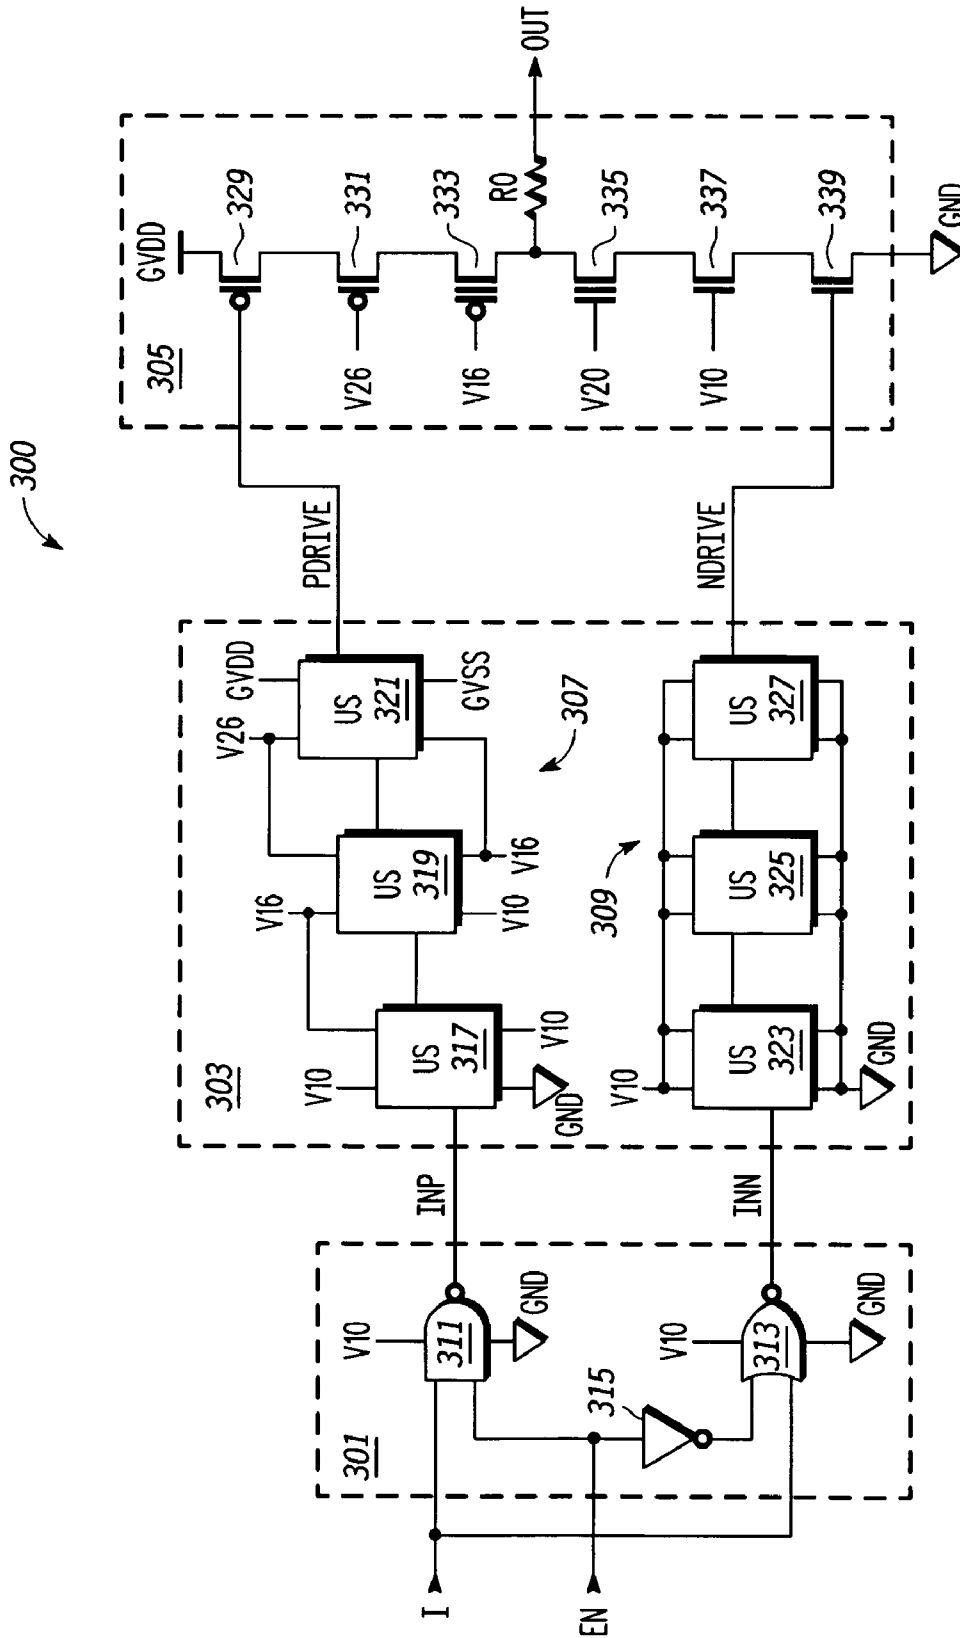 300
301
I
EN
V10
311
GND
315
V10
313
GND
INP
INN
303
V10
US
317
GND
V10
V16
US
319
V10
V16
V26
GVDD
US
321
GVSS
307
309
V10
US
323
GND
US
325
US
327
PDRIVE
NDRIVE
305
GVDD
329
V26
331
V16
333
R0
OUT
V20
335
V10
337
339
GND